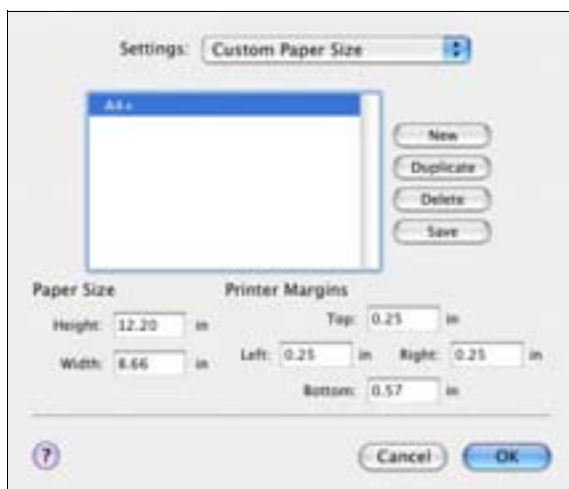 Settings: Custom Paper Size
A4+
New
Duplicate
Delete
Save
Paper Size
Printer Margins
Height: 12.20 in
Top: 0.25 in
Width: 8.66 in
Left: 0.25 in Right: 0.25 in
Bottom: 0.57 in
? Cancel OK